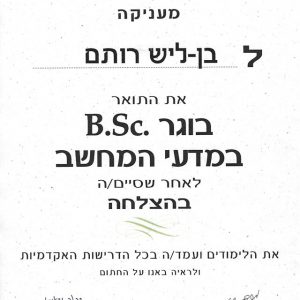 מעניקה
ל בן-ליש רותם
את התואר
בוגר B.Sc.
במדעי המחשב
לאחר שסיים/ה
בהצלחה
את הלימודים ועמד/ה בכל הדרישות האקדמיות
ולראיה באנו על החתום